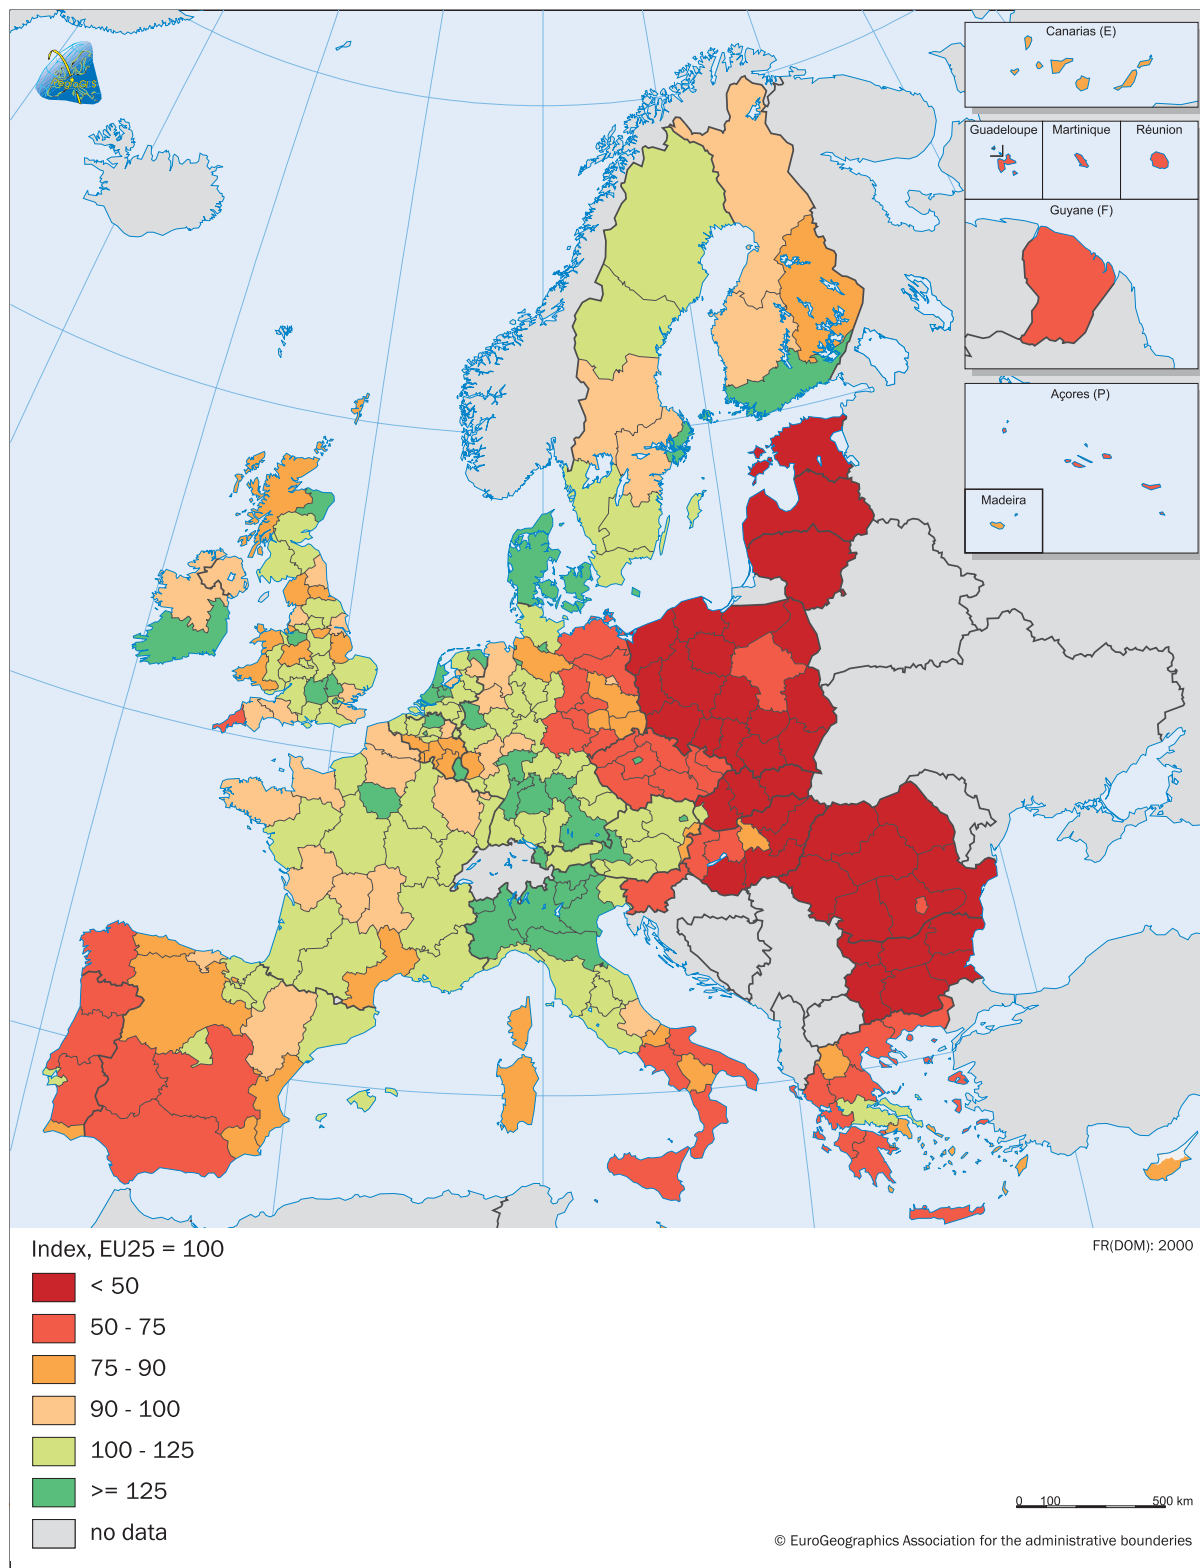 Canarias (E)
Guadeloupe
Martinique
Réunion
Guyane (F)
Açores (P)
Madeira
Index, EU25 = 100
< 50
50 - 75
75 - 90
90 - 100
100 - 125
>= 125
no data
FR(DOM): 2000
0 100 500 km
© EuroGeographics Association for the administrative bounderies